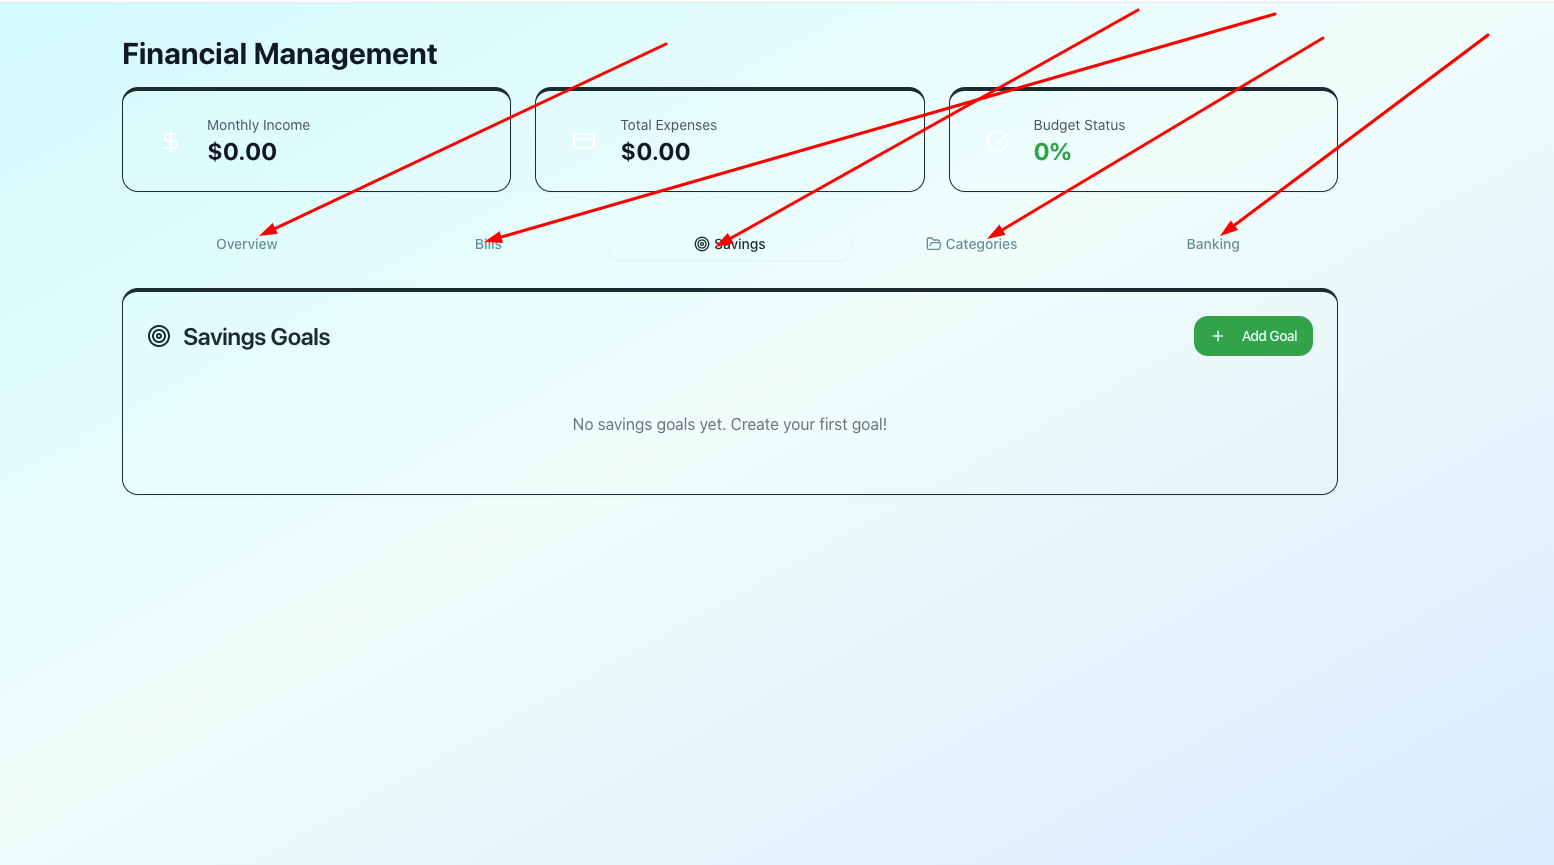 Financial Management
Monthly Income
$0.00
Total Expenses
$0.00
Budget Status
0%
Overview
Bills
Savings
Categories
Banking
Savings Goals
Add Goal
No savings goals yet. Create your first goal!